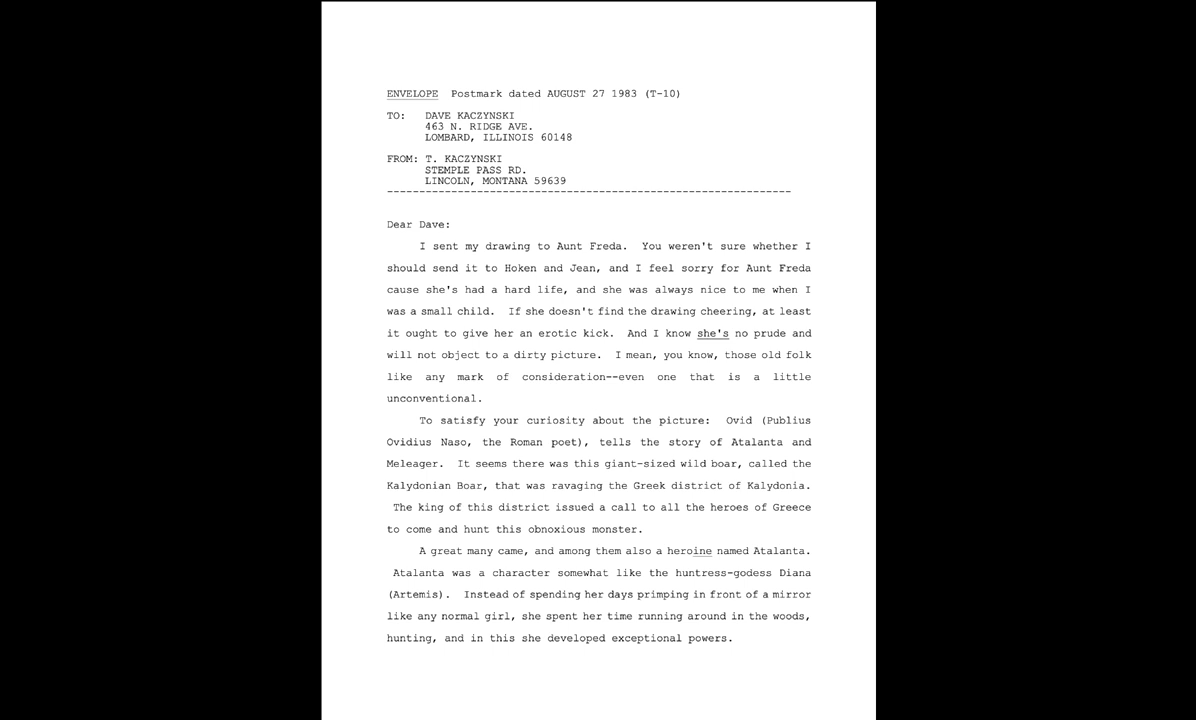 ENVELOPE Postmark dated AUGUST 27 1983 (T-10)
TO: DAVE KACZYNSKI
463 N. RIDGE AVE.
LOMBARD, ILLINOIS 60148
FROM: T. KACZYNSKI
STEMPLE PASS RD.
LINCOLN, MONTANA 59639
---------------------------------------------------------------
Dear Dave:
I sent my drawing to Aunt Freda. You weren't sure whether I
should send it to Hoken and Jean, and I feel sorry for Aunt Freda
cause she's had a hard life, and she was always nice to me when I
was a small child. If she doesn't find the drawing cheering, at least
it ought to give her an erotic kick. And I know she's no prude and
will not object to a dirty picture. I mean, you know, those old folk
like any mark of consideration--even one that is a little
unconventional.
To satisfy your curiosity about the picture: Ovid (Publius
Ovidius Naso, the Roman poet), tells the story of Atalanta and
Meleager. It seems there was this giant-sized wild boar, called the
Kalydonian Boar, that was ravaging the Greek district of Kalydonia.
The king of this district issued a call to all the heroes of Greece
to come and hunt this obnoxious monster.
A great many came, and among them also a heroine named Atalanta.
Atalanta was a character somewhat like the huntress-godess Diana
(Artemis). Instead of spending her days primping in front of a mirror
like any normal girl, she spent her time running around in the woods,
hunting, and in this she developed exceptional powers.